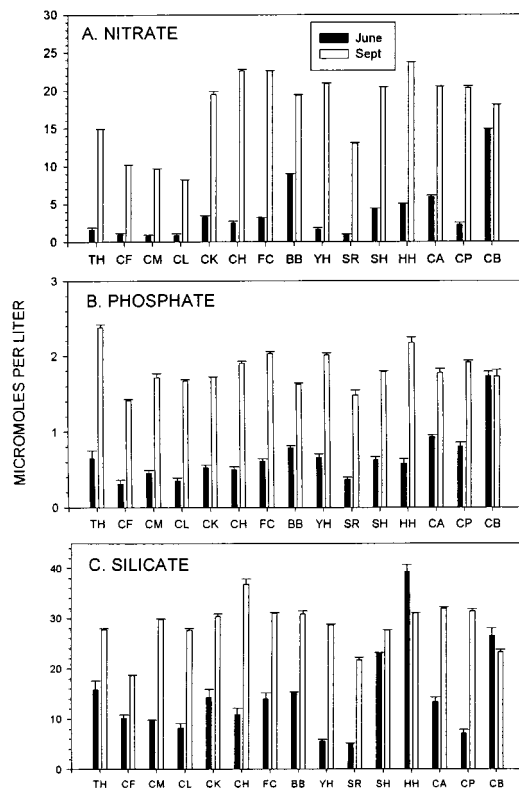 A. NITRATE
June
Sept
30
25
20
15
10
5
0
TH CF CM CL CK CH FC BB YH SR SH HH CA CP CB
B. PHOSPHATE
3
2
1
0
TH CF CM CL CK CH FC BB YH SR SH HH CA CP CB
MICROMOLES PER LITER
C. SILICATE
40
30
20
10
0
TH CF CM CL CK CH FC BB YH SR SH HH CA CP CB